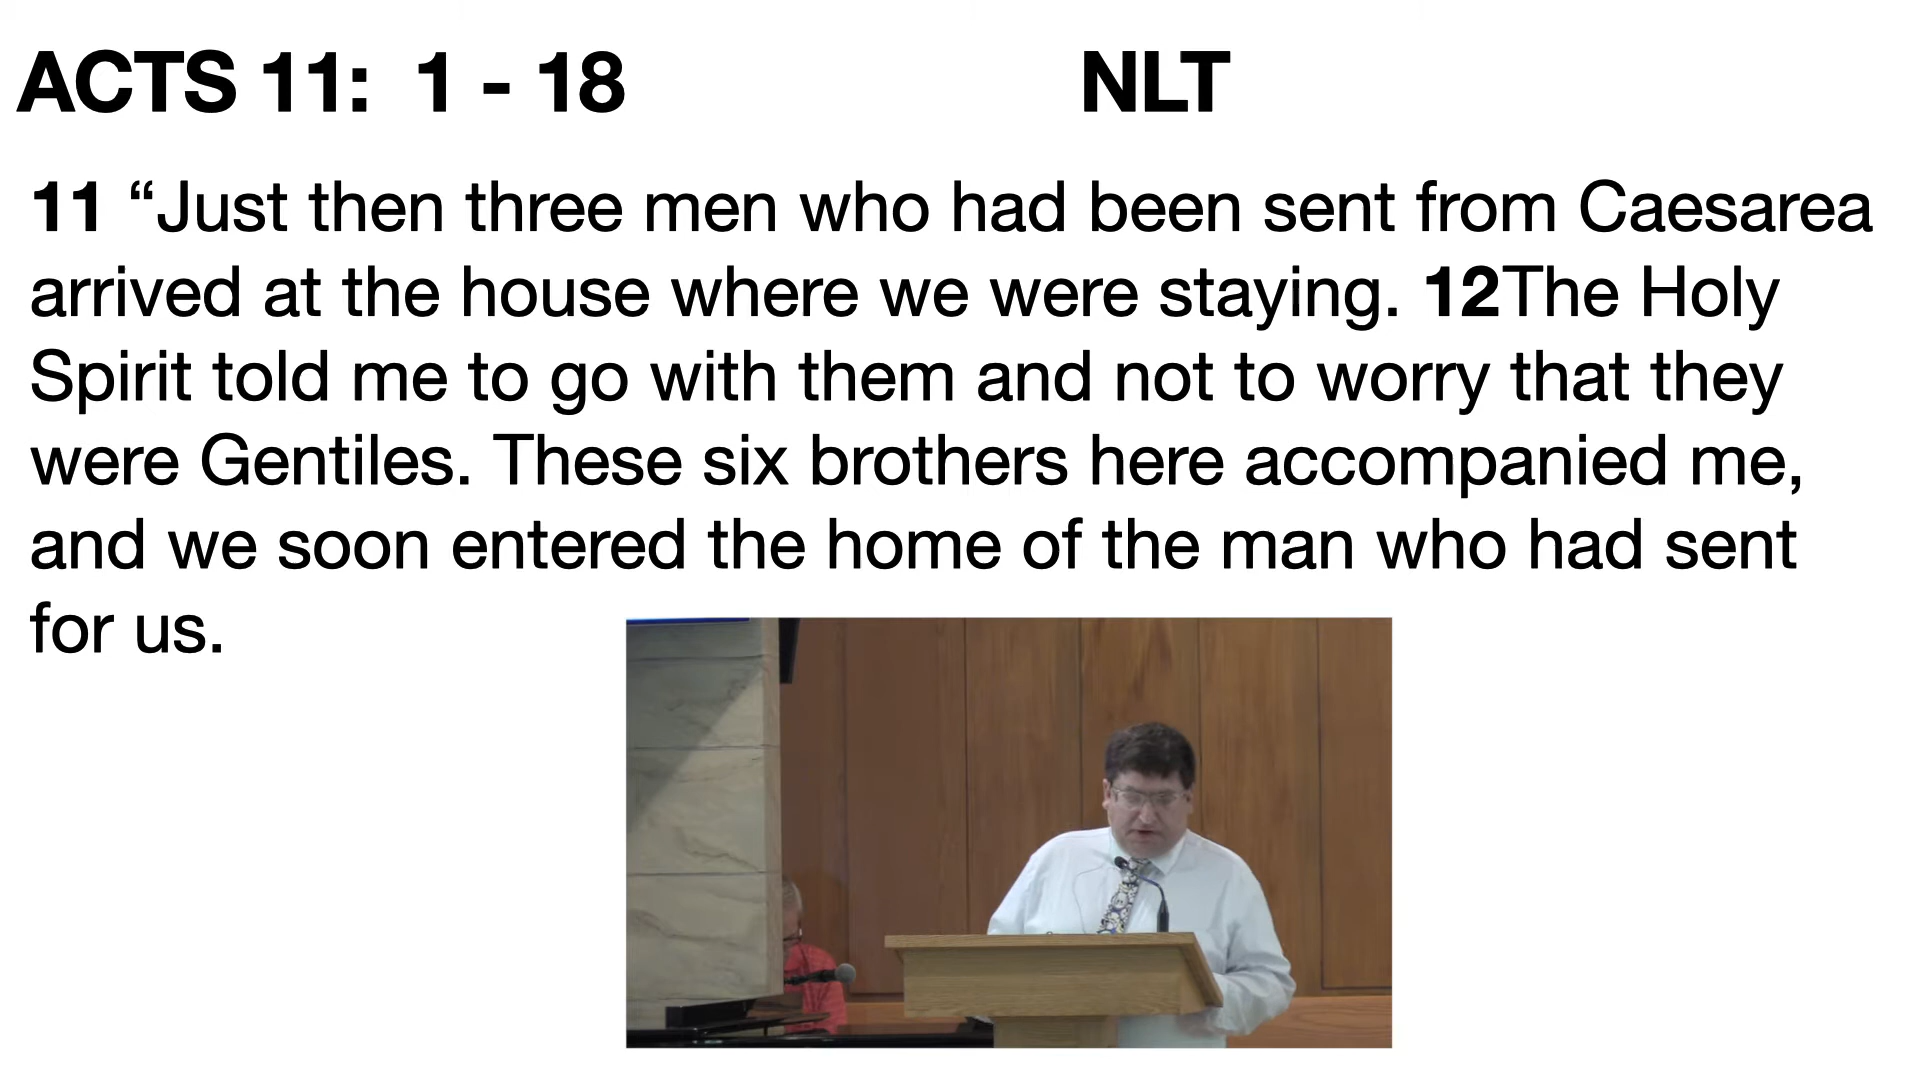 ACTS 11: 1 - 18 NLT
11 “Just then three men who had been sent from Caesarea
arrived at the house where we were staying. 12The Holy
Spirit told me to go with them and not to worry that they
were Gentiles. These six brothers here accompanied me,
and we soon entered the home of the man who had sent
for us.